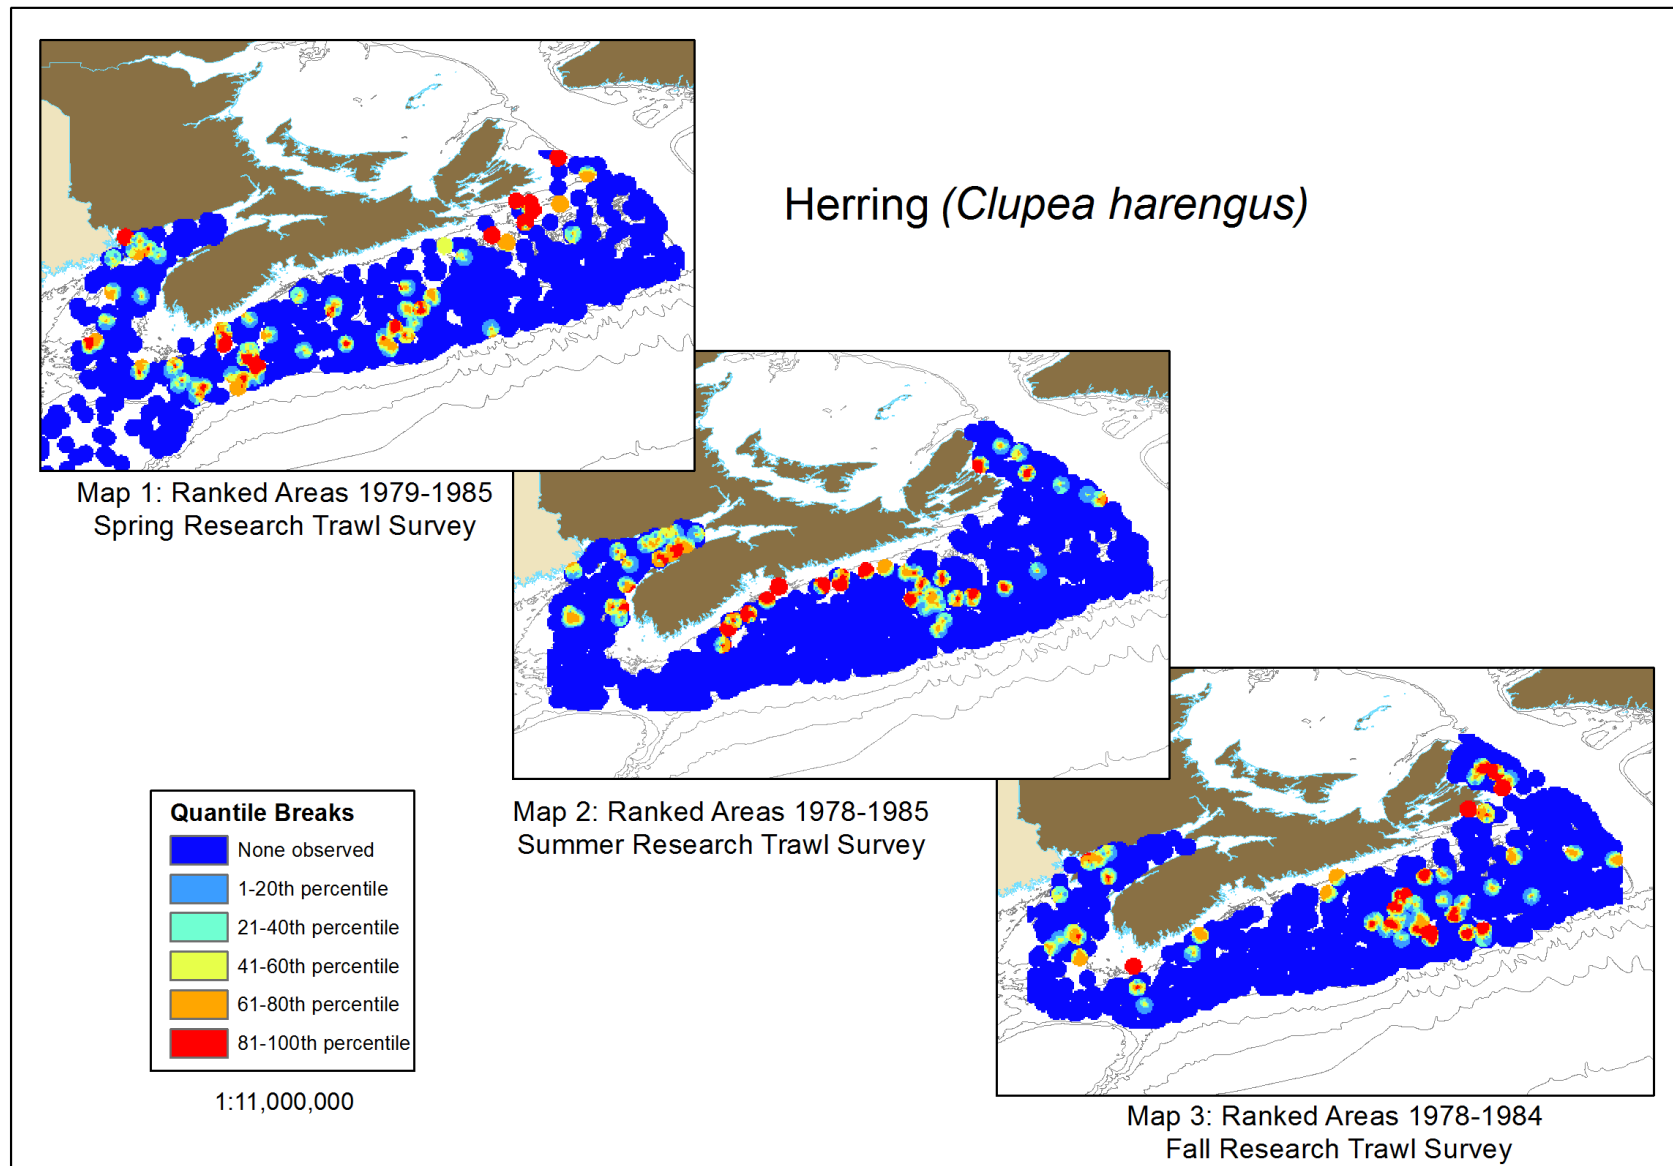 Herring (Clupea harengus)
Map 1: Ranked Areas 1979-1985
Spring Research Trawl Survey
Map 2: Ranked Areas 1978-1985
Summer Research Trawl Survey
Quantile Breaks
None observed
1-20th percentile
21-40th percentile
41-60th percentile
61-80th percentile
81-100th percentile
1:11,000,000
Map 3: Ranked Areas 1978-1984
Fall Research Trawl Survey